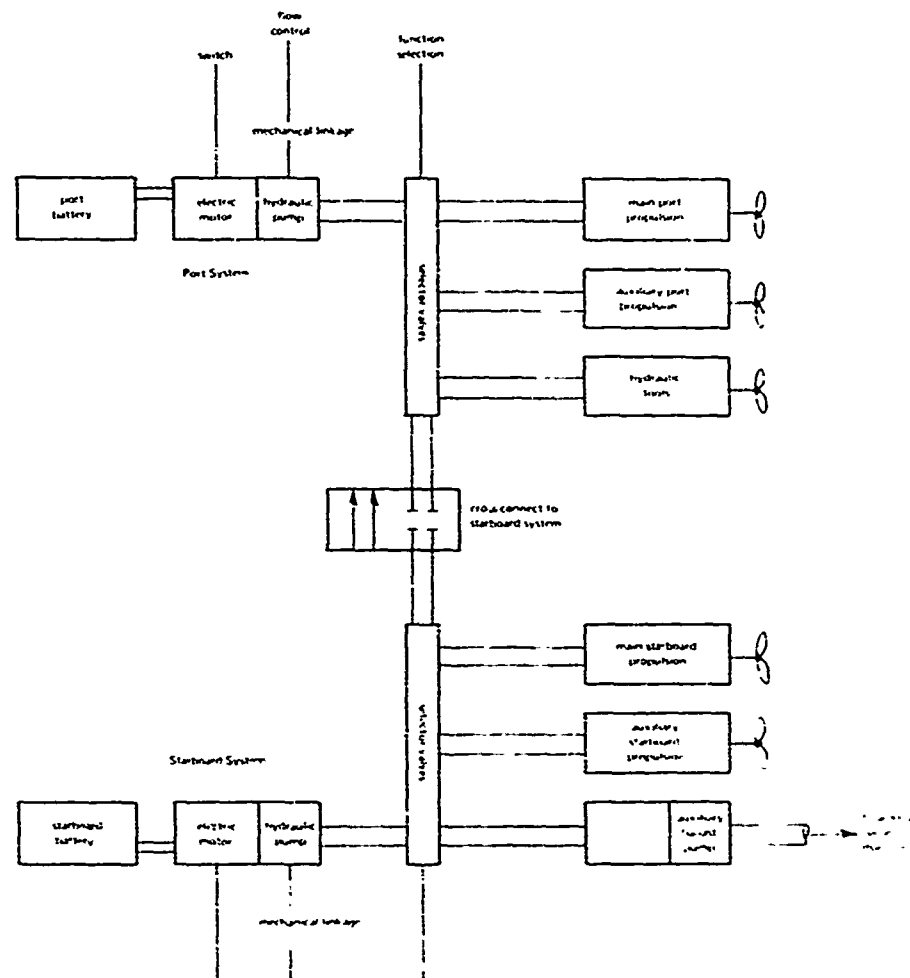 flow
control
switch
function
selection
mechanical linkage
port
battery
electric
motor
hydraulic
pump
main port
propulsion
Port System
selector valves
auxiliary port
propulsion
hydraulic
cross connect to
starboard system
main starboard
propulsion
selector valves
auxiliary
starboard
propulsion
Starboard System
starboard
battery
electric
motor
hydraulic
pump
auxiliary
pump
mechanical linkage